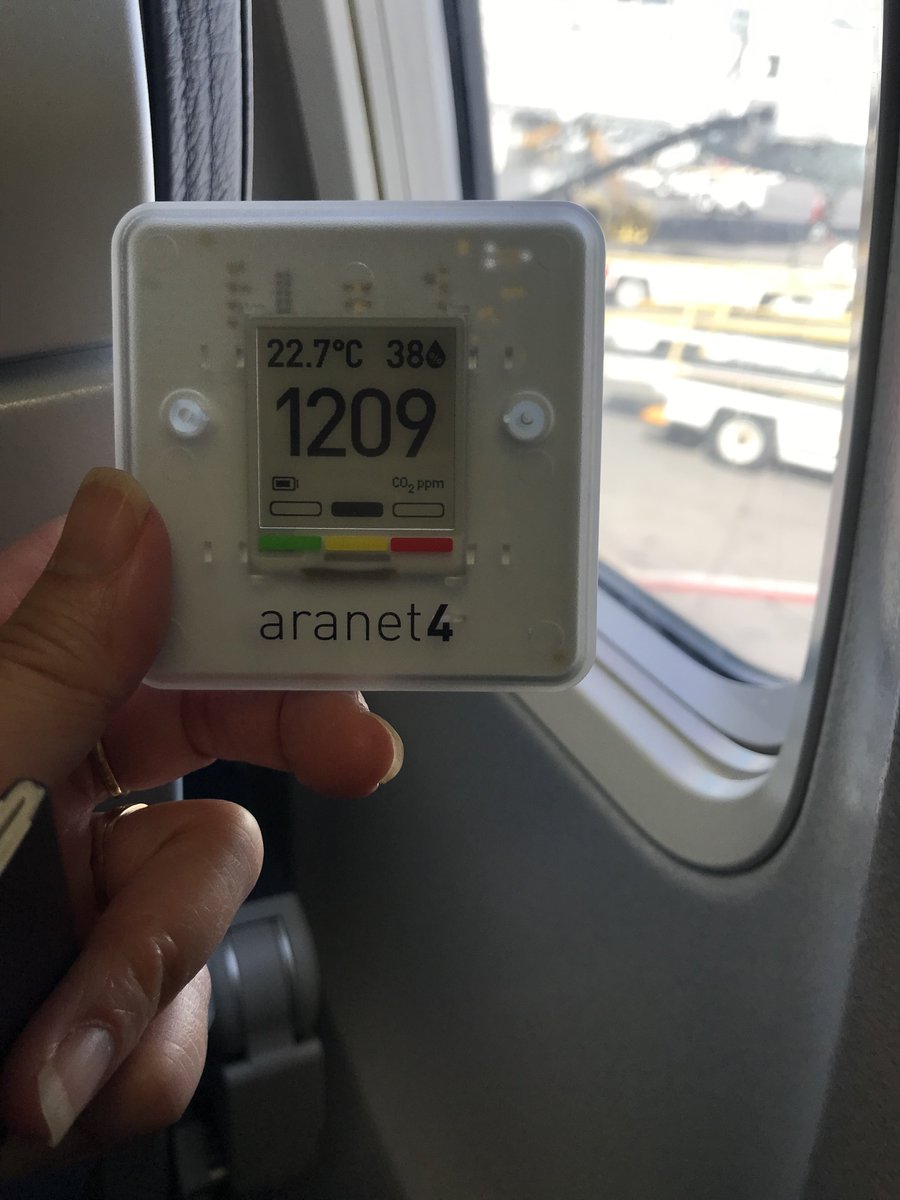 22.7°C 38%
1209
CO₂ ppm
aranet4